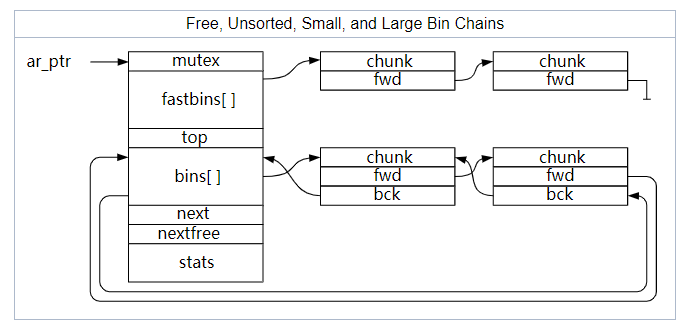 Free, Unsorted, Small, and Large Bin Chains
ar_ptr
mutex
fastbins[ ]
top
bins[ ]
next
nextfree
stats
chunk
fwd
chunk
fwd
chunk
fwd
bck
chunk
fwd
bck